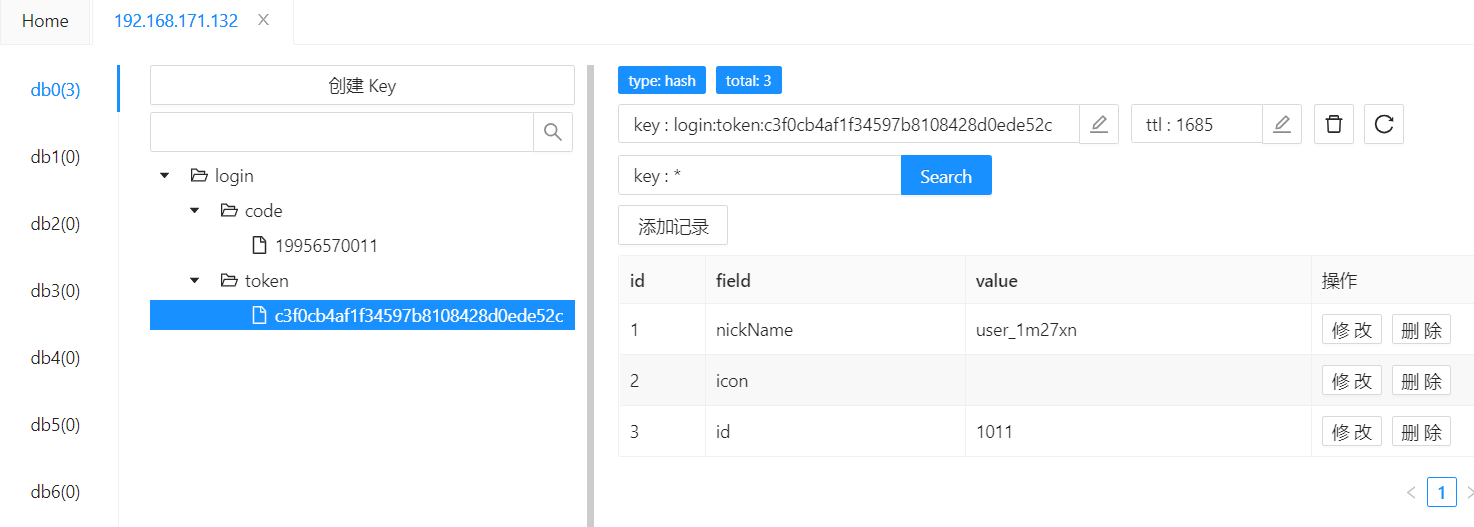 Home
192.168.171.132
db0(3)
db1(0)
db2(0)
db3(0)
db4(0)
db5(0)
db6(0)
创建 Key
login
code
19956570011
token
c3f0cb4af1f34597b8108428d0ede52c
type: hash total: 3
key : login:token:c3f0cb4af1f34597b8108428d0ede52c ttl : 1685
key : * Search
添加记录
id field value 操作
1 nickName user_1m27xn 修 改 删 除
2 icon 修 改 删 除
3 id 1011 修 改 删 除
1